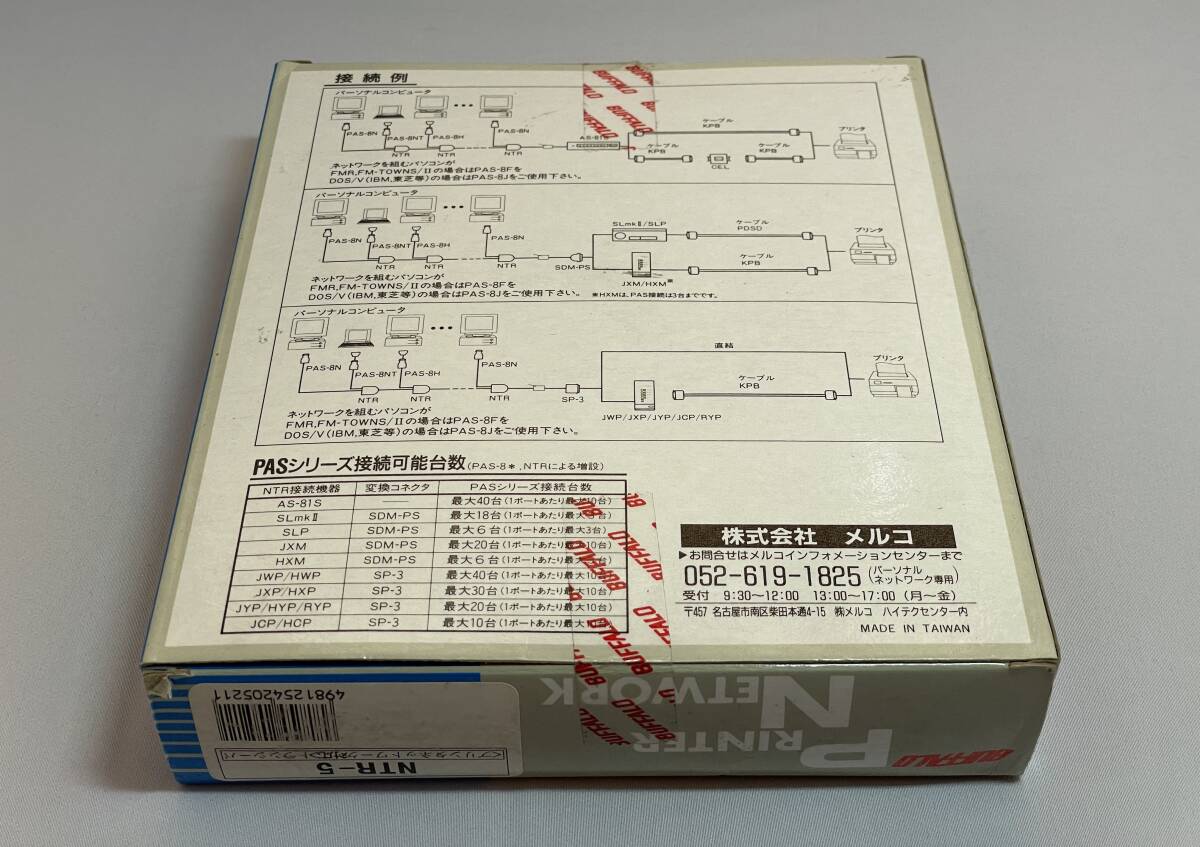 接続例
パーソナルコンピュータ
PAS-8N
PAS-8NT
PAS-8H
PAS-8N
NTR
NTR
NTR
AS-81S
ケーブル
KPB
ケーブル
KPB
CEL
ケーブル
KPB
プリンタ
ネットワークを組むパソコンが
FMR,FM-TOWNS/IIの場合はPAS-8Fを
DOS/V(IBM,東芝等)の場合はPAS-8Jをご使用下さい。
パーソナルコンピュータ
PAS-8N
PAS-8NT
PAS-8H
PAS-8N
NTR
NTR
NTR
SDM-PS
SLmkⅡ/SLP
ケーブル
PDSD
JXM/HXM※
ケーブル
KPB
プリンタ
ネットワークを組むパソコンが
FMR,FM-TOWNS/IIの場合はPAS-8Fを
DOS/V(IBM,東芝等)の場合はPAS-8Jをご使用下さい。 ※HXMは、PAS接続は3台までです。
パーソナルコンピュータ
PAS-8N
PAS-8NT
PAS-8H
PAS-8N
NTR
NTR
NTR
SP-3
直結
ケーブル
KPB
JWP/JXP/JYP/JCP/RYP
プリンタ
ネットワークを組むパソコンが
FMR,FM-TOWNS/IIの場合はPAS-8Fを
DOS/V(IBM,東芝等)の場合はPAS-8Jをご使用下さい。
PASシリーズ接続可能台数(PAS-8*,NTRによる増設)
NTR接続機器 変換コネクタ PASシリーズ接続台数
AS-81S ―― 最大40台(1ポートあたり最大10台)
SLmkⅡ SDM-PS 最大18台(1ポートあたり最大3台)
SLP SDM-PS 最大6台(1ポートあたり最大3台)
JXM SDM-PS 最大20台(1ポートあたり最大10台)
HXM SDM-PS 最大6台(1ポートあたり最大3台)
JWP/HWP SP-3 最大40台(1ポートあたり最大10台)
JXP/HXP SP-3 最大30台(1ポートあたり最大10台)
JYP/HYP/RYP SP-3 最大20台(1ポートあたり最大10台)
JCP/HCP SP-3 最大10台(1ポートあたり最大10台)
株式会社 メルコ
▶お問合せはメルコインフォメーションセンターまで
052-619-1825(パーソナルネットワーク専用)
受付 9:30～12:00 13:00～17:00 (月～金)
〒457 名古屋市南区柴田本通4-15 ㈱メルコ ハイテクセンター内
MADE IN TAIWAN
BUFFALO
BUFFALO
BUFFALO
BUFFALO
BUFFALO
BUFFALO
BUFFALO
PRINTER
NETWORK
NTR-5
<プリンタネットワーク対応トランシーバ
4981254205211